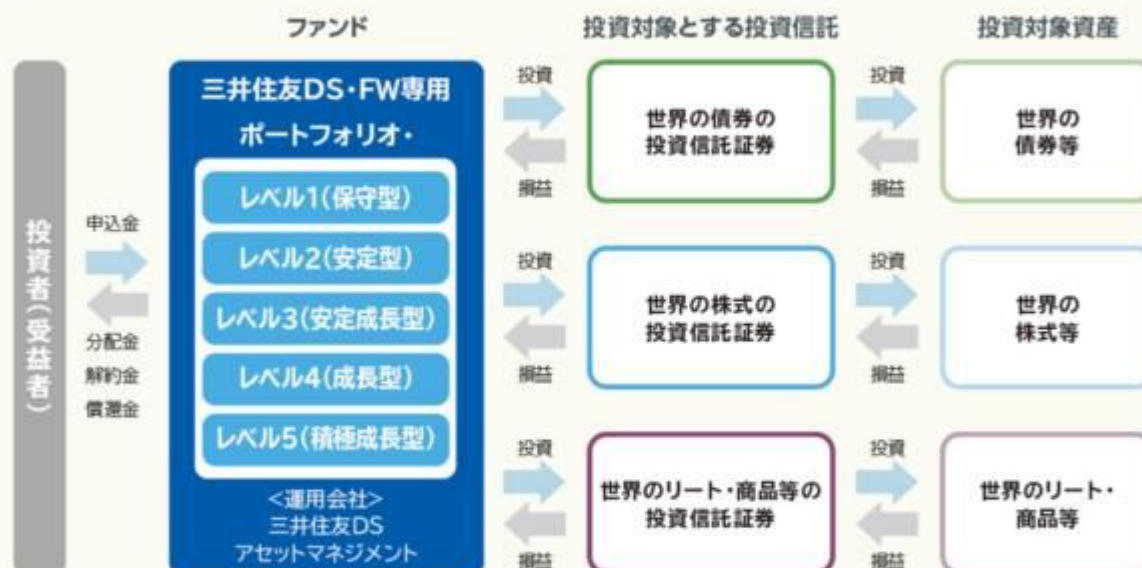 ファンド
投資対象とする投資信託
投資対象資産
投資者(受益者)
申込金
分配金
解約金
償還金
三井住友DS・FW専用
ポートフォリオ・
レベル1(保守型)
レベル2(安定型)
レベル3(安定成長型)
レベル4(成長型)
レベル5(積極成長型)
<運用会社>
三井住友DS
アセットマネジメント
投資
損益
世界の債券の
投資信託証券
投資
損益
世界の
債券等
投資
損益
世界の株式の
投資信託証券
投資
損益
世界の
株式等
投資
損益
世界のリート・商品等の
投資信託証券
投資
損益
世界のリート・
商品等